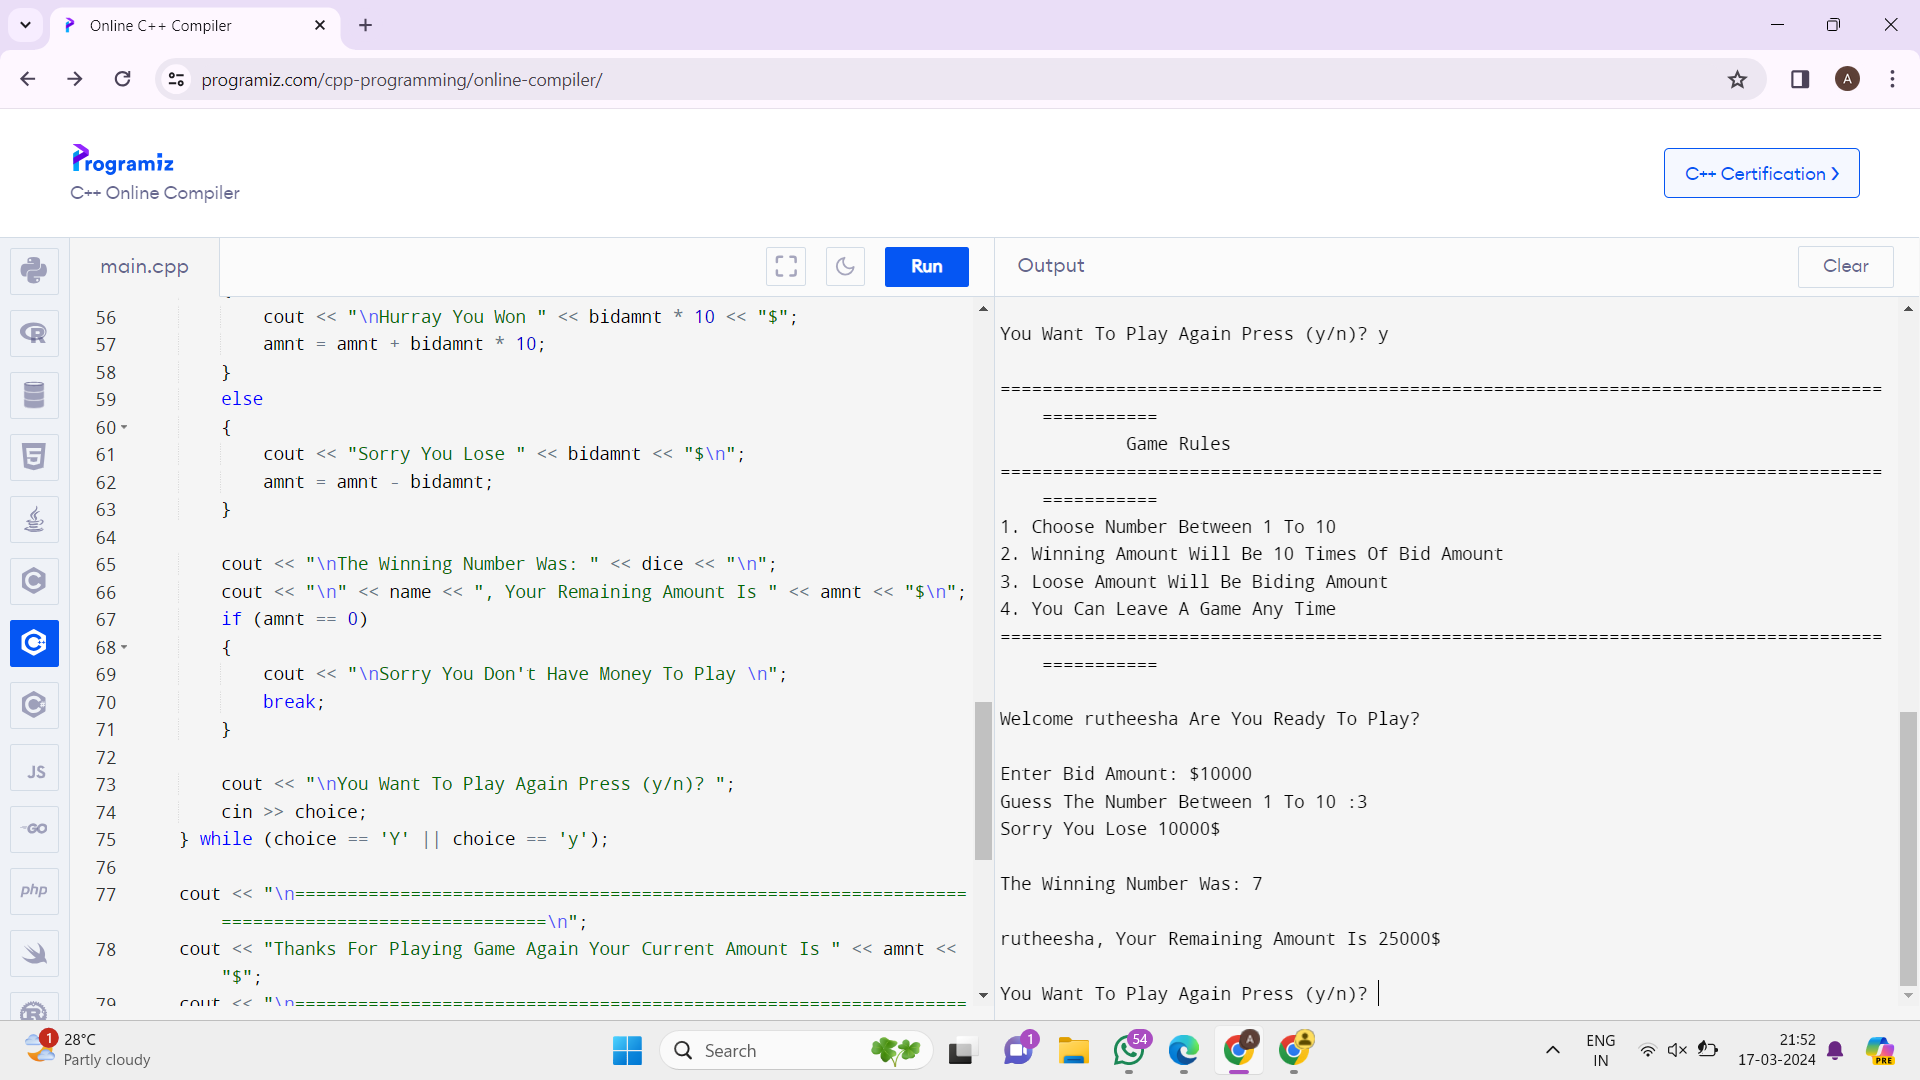 Online C++ Compiler
programiz.com/cpp-programming/online-compiler/
A
Programiz
C++ Online Compiler
C++ Certification
main.cpp
Run
Output
Clear
56 cout << "\nHurray You Won " << bidamnt * 10 << "$";
57 amnt = amnt + bidamnt * 10;
58 }
59 else
60 {
61 cout << "Sorry You Lose " << bidamnt << "$\n";
62 amnt = amnt - bidamnt;
63 }
64
65 cout << "\nThe Winning Number Was: " << dice << "\n";
66 cout << "\n" << name << ", Your Remaining Amount Is " << amnt << "$\n";
67 if (amnt == 0)
68 {
69 cout << "\nSorry You Don't Have Money To Play \n";
70 break;
71 }
72
73 cout << "\nYou Want To Play Again Press (y/n)? ";
74 cin >> choice;
75 } while (choice == 'Y' || choice == 'y');
76
77 cout << "\n================================================================
===============================\n";
78 cout << "Thanks For Playing Game Again Your Current Amount Is " << amnt <<
"$";
79 cout << "\n================================================================
You Want To Play Again Press (y/n)? y
====================================================================================
===========
Game Rules
====================================================================================
===========
1. Choose Number Between 1 To 10
2. Winning Amount Will Be 10 Times Of Bid Amount
3. Loose Amount Will Be Biding Amount
4. You Can Leave A Game Any Time
====================================================================================
===========
Welcome rutheesha Are You Ready To Play?
Enter Bid Amount: $10000
Guess The Number Between 1 To 10 :3
Sorry You Lose 10000$
The Winning Number Was: 7
rutheesha, Your Remaining Amount Is 25000$
You Want To Play Again Press (y/n)?
JS
GO
php
1
28°C
Partly cloudy
Search
1
54
A
ENG
IN
21:52
17-03-2024
PRE